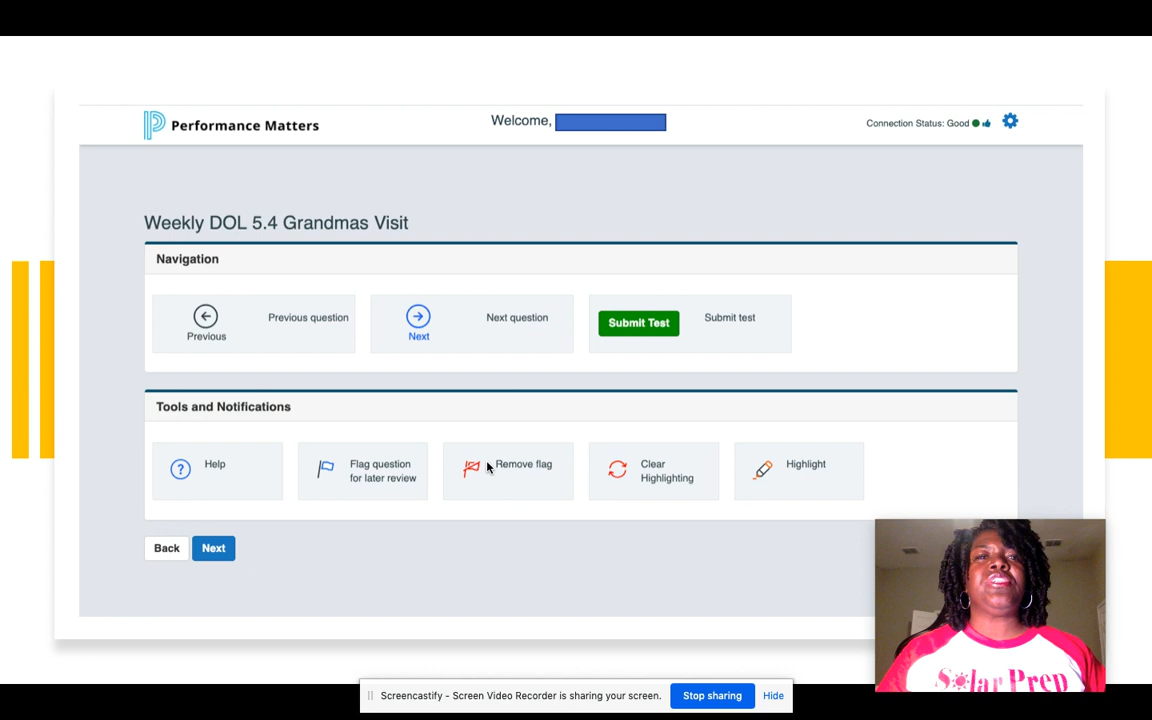 Performance Matters
Welcome,
Connection Status: Good
Weekly DOL 5.4 Grandmas Visit
Navigation
Previous
Previous question
Next
Next question
Submit Test
Submit test
Tools and Notifications
?
Help
Flag question
for later review
Remove flag
Clear
Highlighting
Highlight
Back
Next
Solar Prep
Screencastify - Screen Video Recorder is sharing your screen.
Stop sharing
Hide